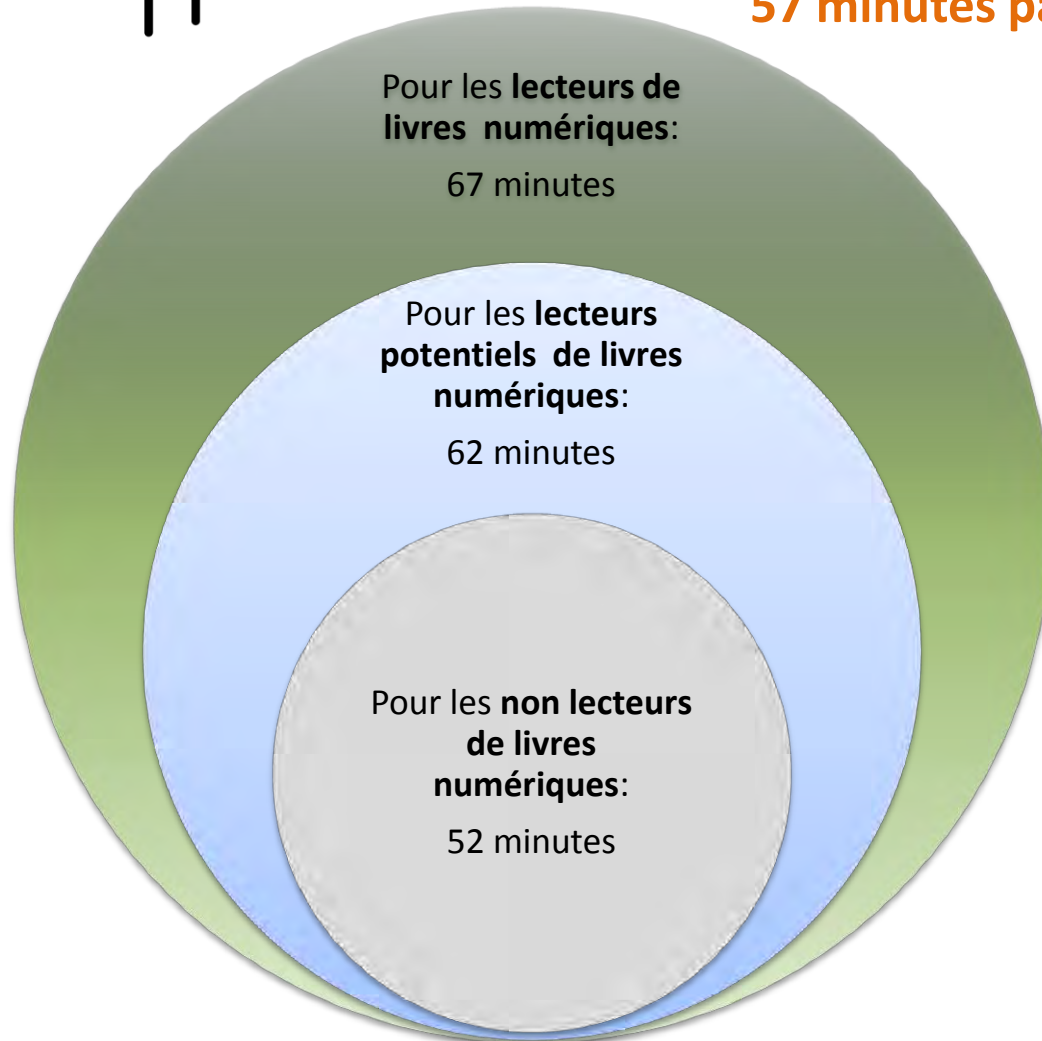 57 minutes pa
Pour les lecteurs de
livres numériques:
67 minutes
Pour les lecteurs
potentiels de livres
numériques:
62 minutes
Pour les non lecteurs
de livres
numériques:
52 minutes